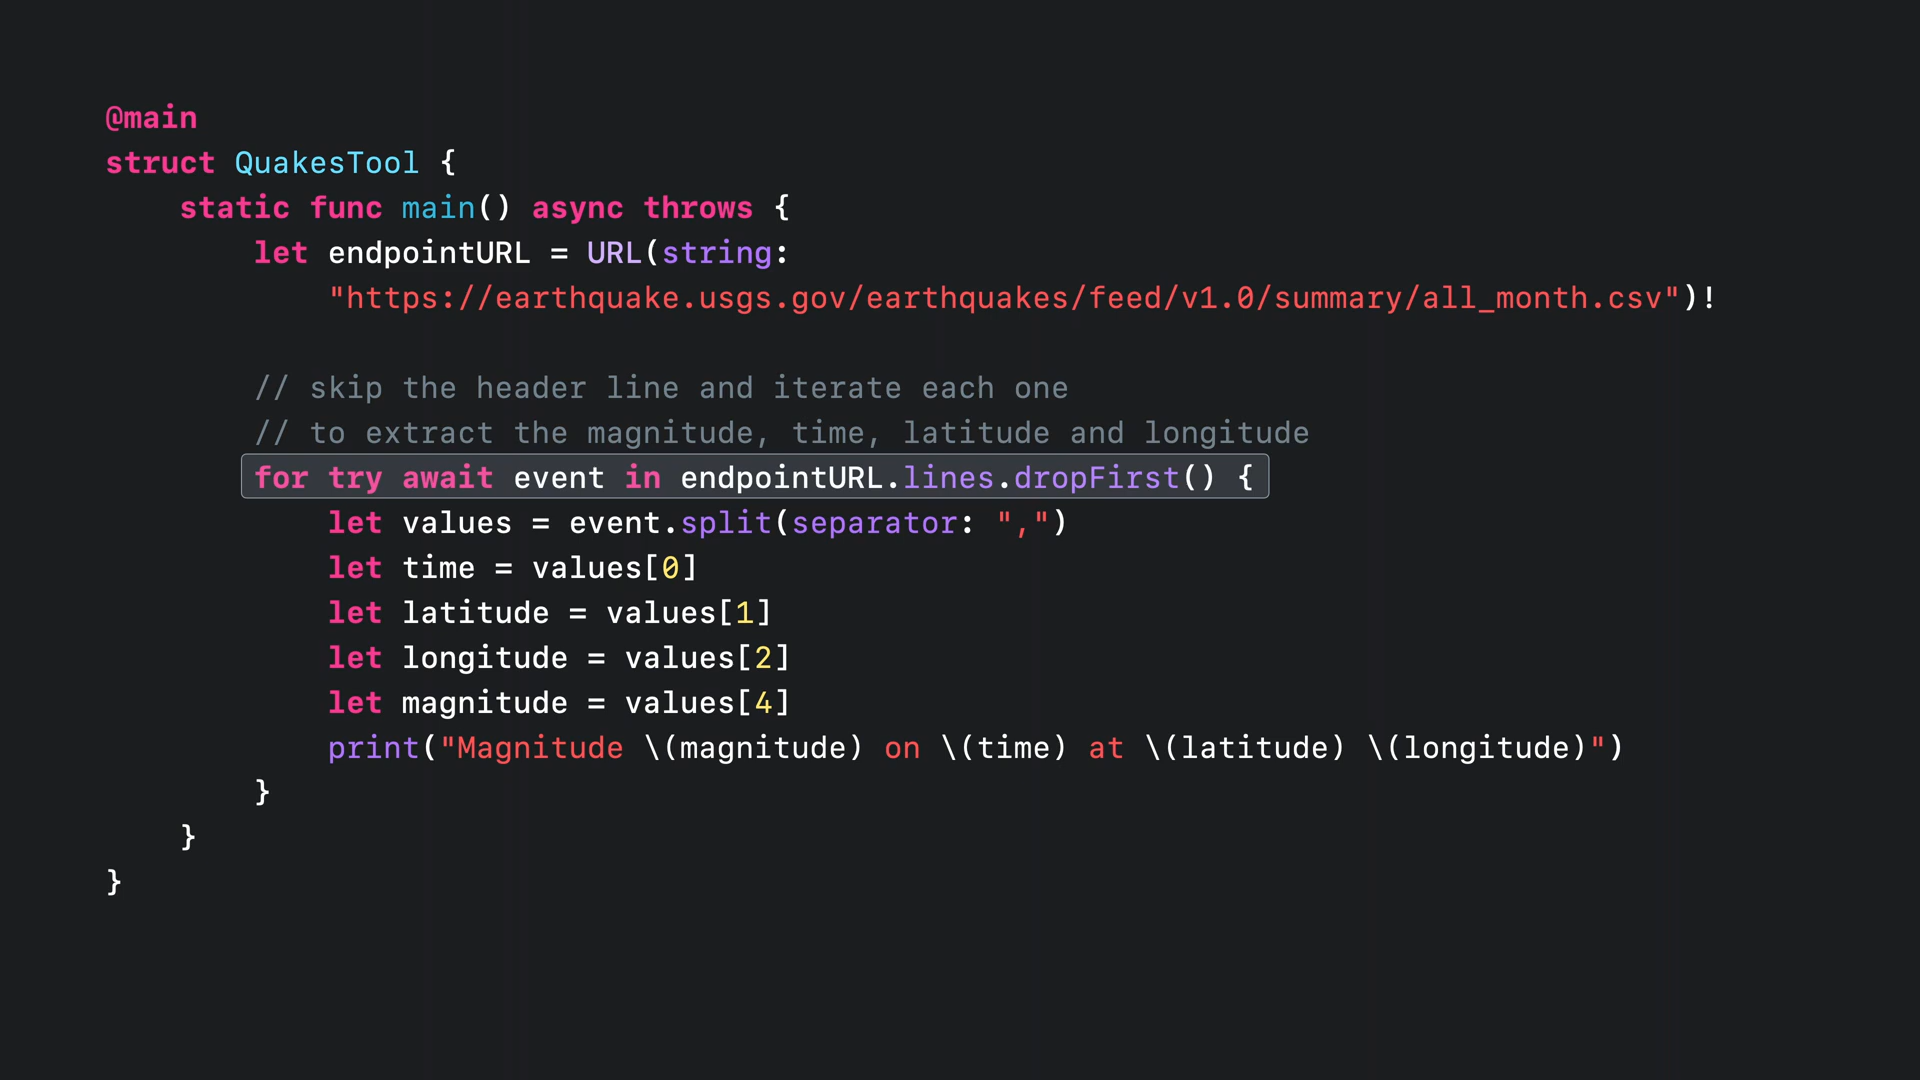 @main
struct QuakesTool {
    static func main() async throws {
        let endpointURL = URL(string:
            "https://earthquake.usgs.gov/earthquakes/feed/v1.0/summary/all_month.csv")!

        // skip the header line and iterate each one
        // to extract the magnitude, time, latitude and longitude
        for try await event in endpointURL.lines.dropFirst() {
            let values = event.split(separator: ",")
            let time = values[0]
            let latitude = values[1]
            let longitude = values[2]
            let magnitude = values[4]
            print("Magnitude \(magnitude) on \(time) at \(latitude) \(longitude)")
        }
    }
}